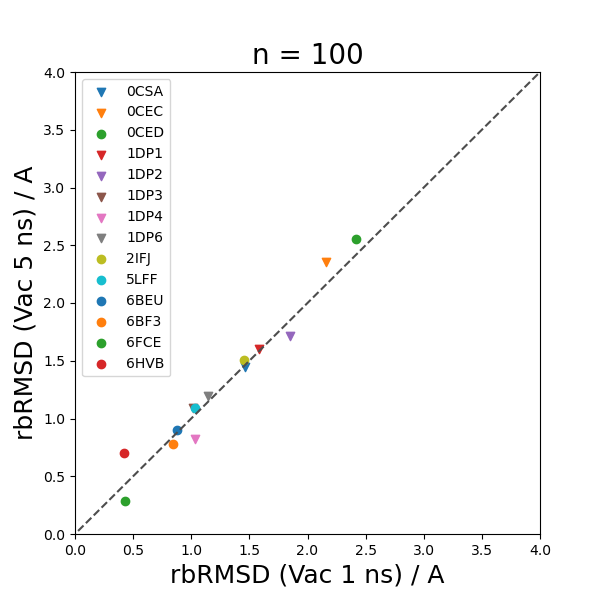 n = 100
4.0
3.5
3.0
2.5
2.0
1.5
1.0
0.5
0.0
rbRMSD (Vac 5 ns) / A
0CSA
0CEC
0CED
1DP1
1DP2
1DP3
1DP4
1DP6
2IFJ
5LFF
6BEU
6BF3
6FCE
6HVB
0.0 0.5 1.0 1.5 2.0 2.5 3.0 3.5 4.0
rbRMSD (Vac 1 ns) / A